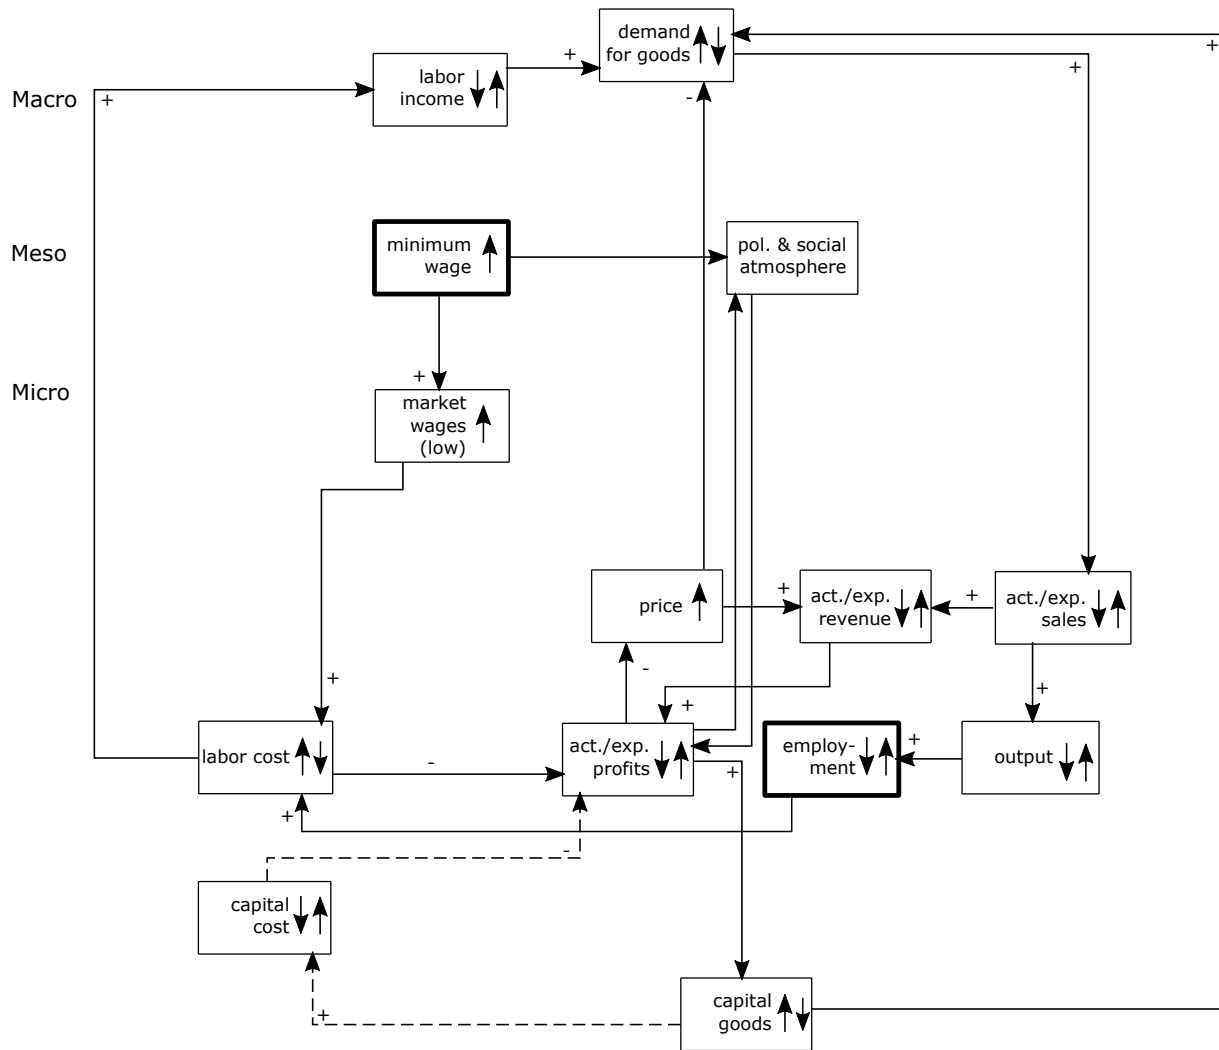 demand
for goods
+
+
+
labor
income
Macro
+
-
minimum
wage
Meso
pol. & social
atmosphere
Micro
+
market
wages
(low)
price
+
act./exp.
revenue
+
act./exp.
sales
-
+
+
+
labor cost
-
act./exp.
profits
+
employ-
ment
+
output
+
-
capital
cost
+
capital
goods